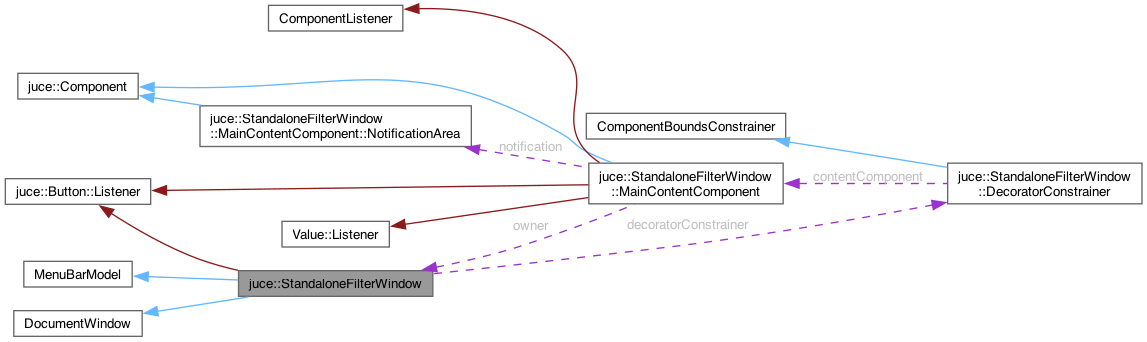 ComponentListener
juce::Component
juce::StandaloneFilterWindow
::MainContentComponent::NotificationArea
ComponentBoundsConstrainer
notification
juce::StandaloneFilterWindow
::MainContentComponent
contentComponent
juce::StandaloneFilterWindow
::DecoratorConstrainer
juce::Button::Listener
Value::Listener
owner
decoratorConstrainer
MenuBarModel
juce::StandaloneFilterWindow
DocumentWindow